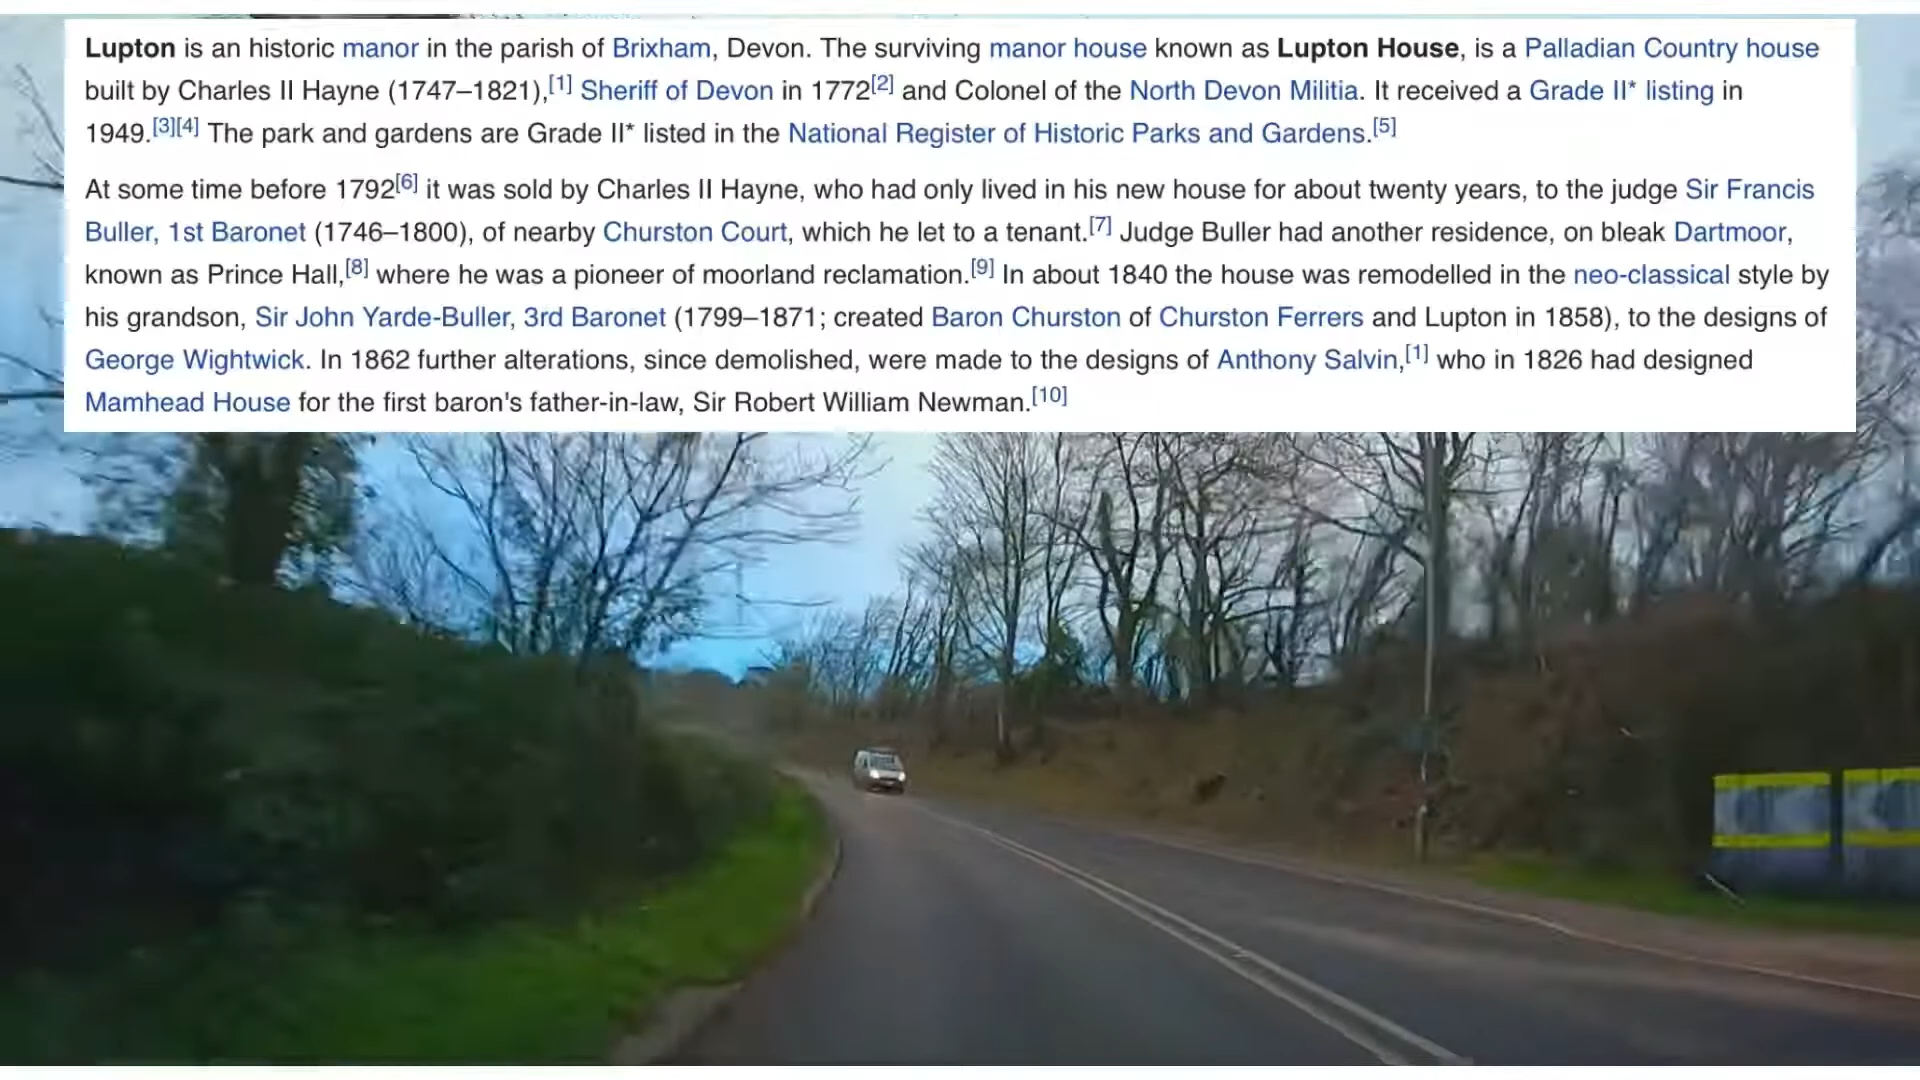 Lupton is an historic manor in the parish of Brixham, Devon. The surviving manor house known as Lupton House, is a Palladian Country house
built by Charles II Hayne (1747–1821),[1] Sheriff of Devon in 1772[2] and Colonel of the North Devon Militia. It received a Grade II* listing in
1949.[3][4] The park and gardens are Grade II* listed in the National Register of Historic Parks and Gardens.[5]
At some time before 1792[6] it was sold by Charles II Hayne, who had only lived in his new house for about twenty years, to the judge Sir Francis
Buller, 1st Baronet (1746–1800), of nearby Churston Court, which he let to a tenant.[7] Judge Buller had another residence, on bleak Dartmoor,
known as Prince Hall,[8] where he was a pioneer of moorland reclamation.[9] In about 1840 the house was remodelled in the neo-classical style by
his grandson, Sir John Yarde-Buller, 3rd Baronet (1799–1871; created Baron Churston of Churston Ferrers and Lupton in 1858), to the designs of
George Wightwick. In 1862 further alterations, since demolished, were made to the designs of Anthony Salvin,[1] who in 1826 had designed
Mamhead House for the first baron's father-in-law, Sir Robert William Newman.[10]